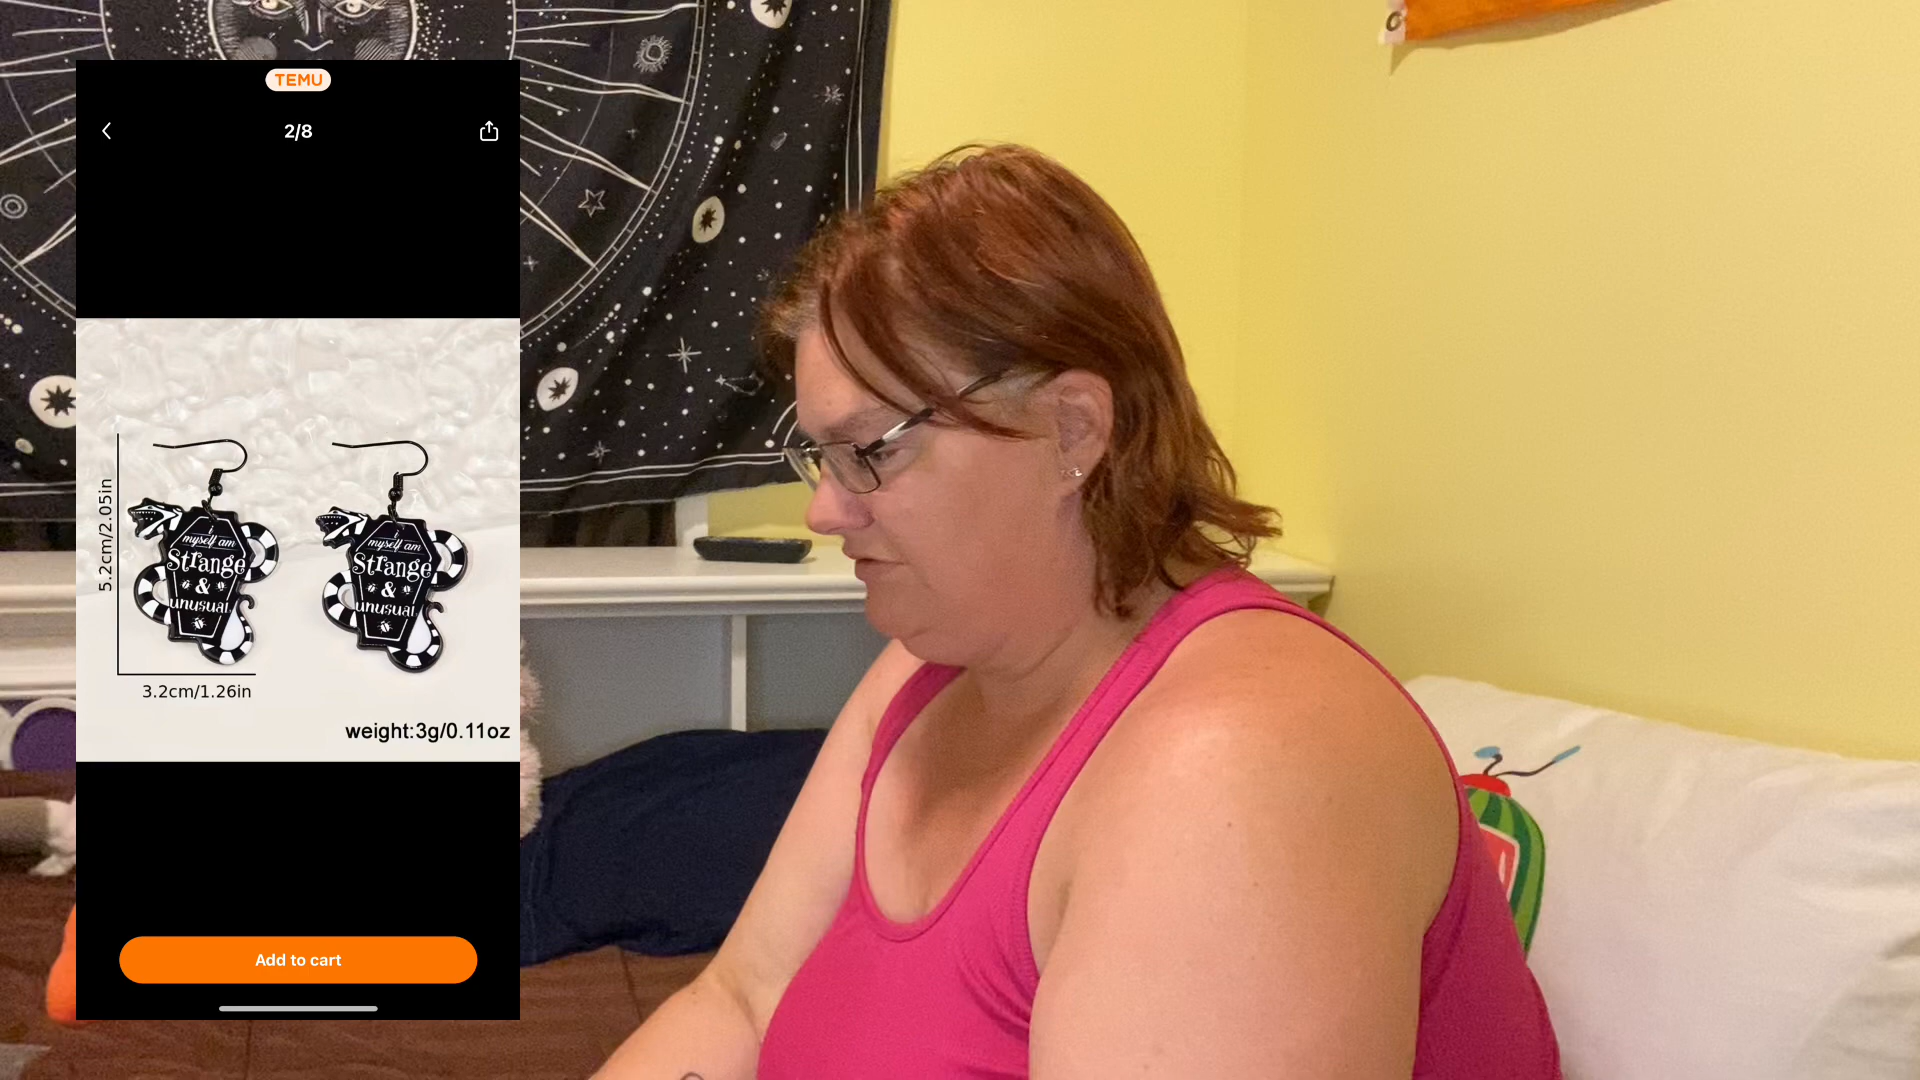 TEMU
2/8
5.2cm/2.05in
i
myself am
Strange
&
unusual
i
myself am
Strange
&
unusual
3.2cm/1.26in
weight:3g/0.11oz
Add to cart